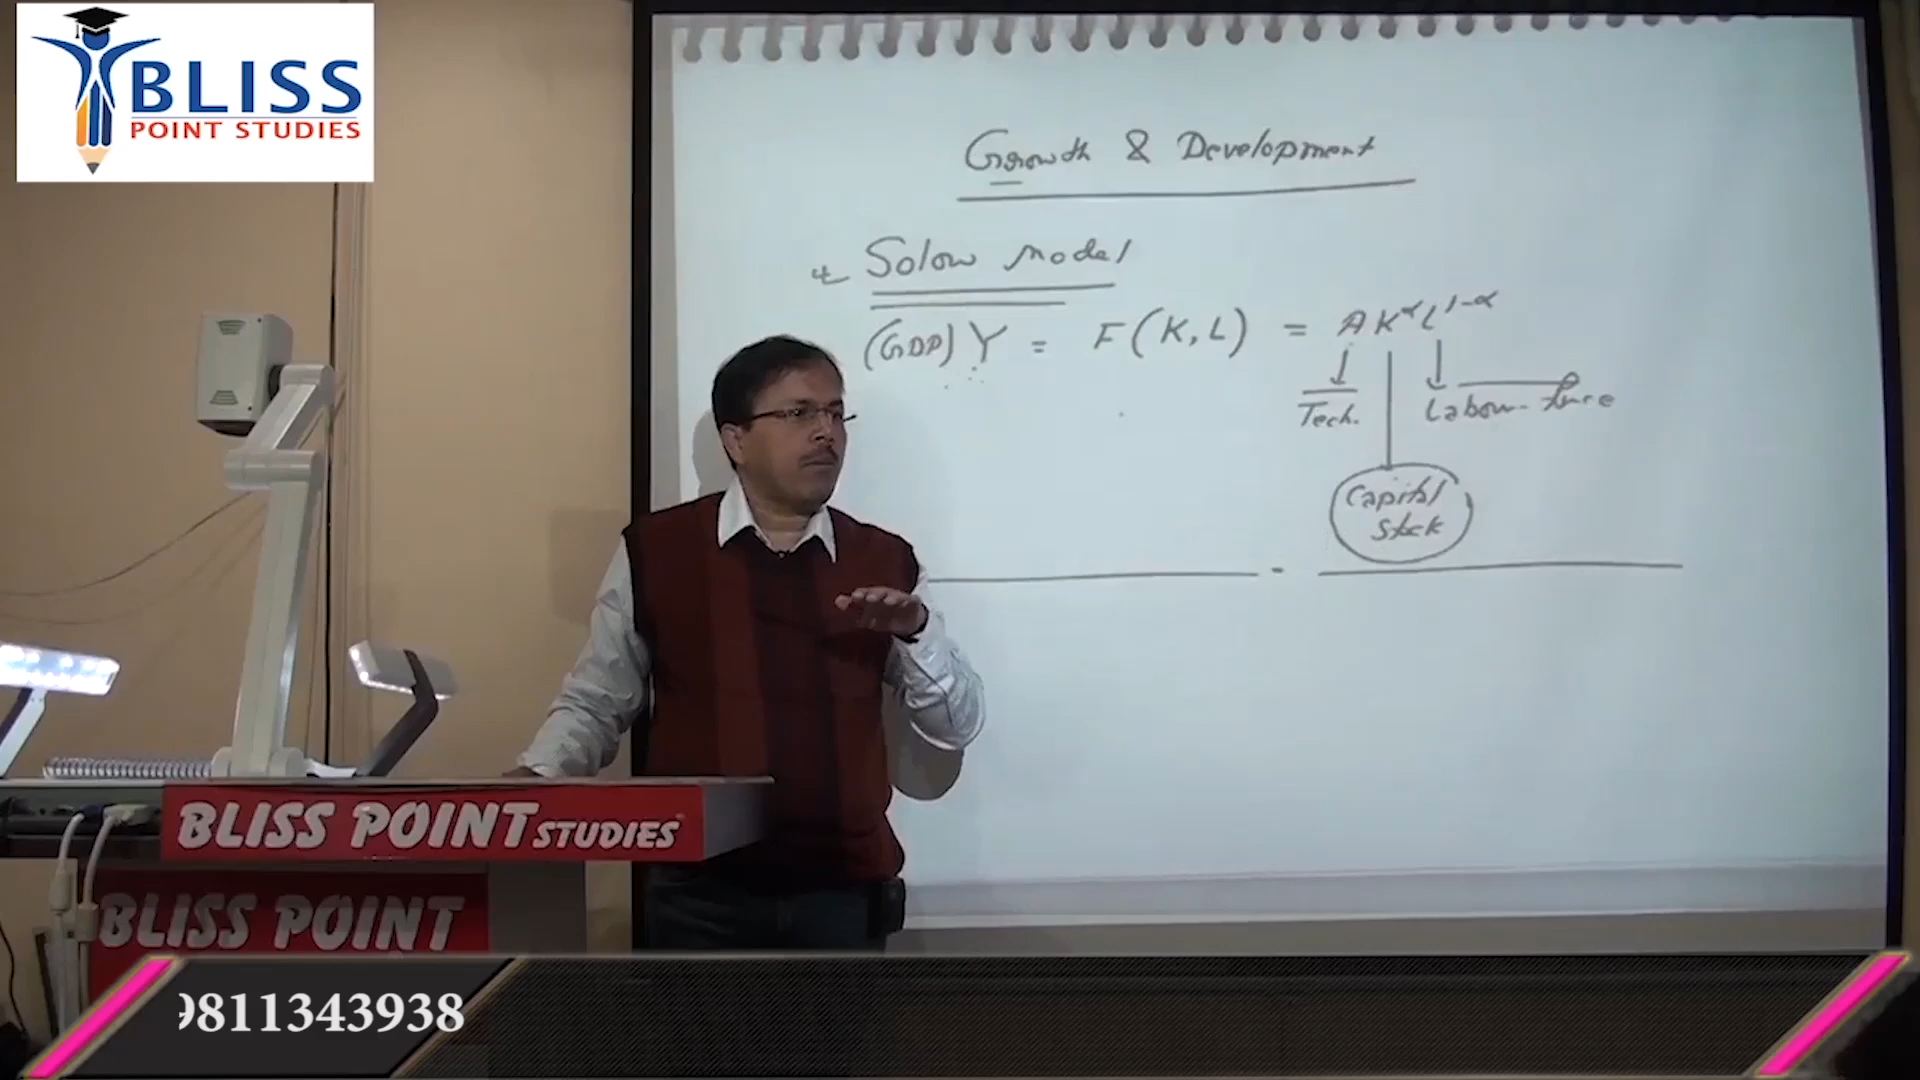 BLISS
POINT STUDIES
Growth & Development
Solow model
(GDP) Y = F(K, L) = AK^α L^1-α
Tech.
Labour force
Capital
Stock
BLISS POINT STUDIES
BLISS POINT
9811343938